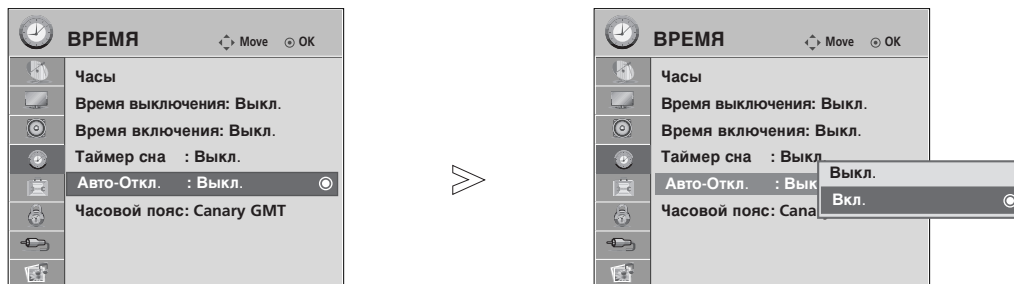 ВРЕМЯ Move OK
Часы
Время выключения: Выкл.
Время включения: Выкл.
Таймер сна : Выкл.
Авто-Откл. : Выкл.
Часовой пояс: Canary GMT
>
ВРЕМЯ Move OK
Часы
Время выключения: Выкл.
Время включения: Выкл.
Таймер сна : Выкл
Авто-Откл. : Вык
Часовой пояс: Cana
Выкл.
Вкл.